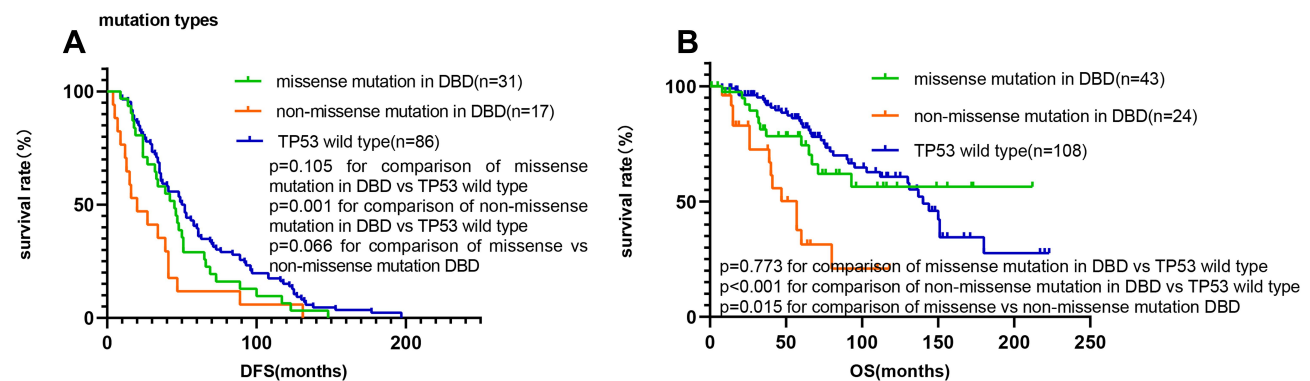 mutation types
A
missense mutation in DBD(n=31)
non-missense mutation in DBD(n=17)
TP53 wild type(n=86)
p=0.105 for comparison of missense
mutation in DBD vs TP53 wild type
p=0.001 for comparison of non-missense
mutation in DBD vs TP53 wild type
p=0.066 for comparison of missense vs
non-missense mutation DBD
survival rate(%)
100
50
0
0
100
200
DFS(months)
B
missense mutation in DBD(n=43)
non-missense mutation in DBD(n=24)
TP53 wild type(n=108)
p=0.773 for comparison of missense mutation in DBD vs TP53 wild type
p<0.001 for comparison of non-missense mutation in DBD vs TP53 wild type
p=0.015 for comparison of missense vs non-missense mutation DBD
survival rate(%)
100
50
0
0
50
100
150
200
250
OS(months)